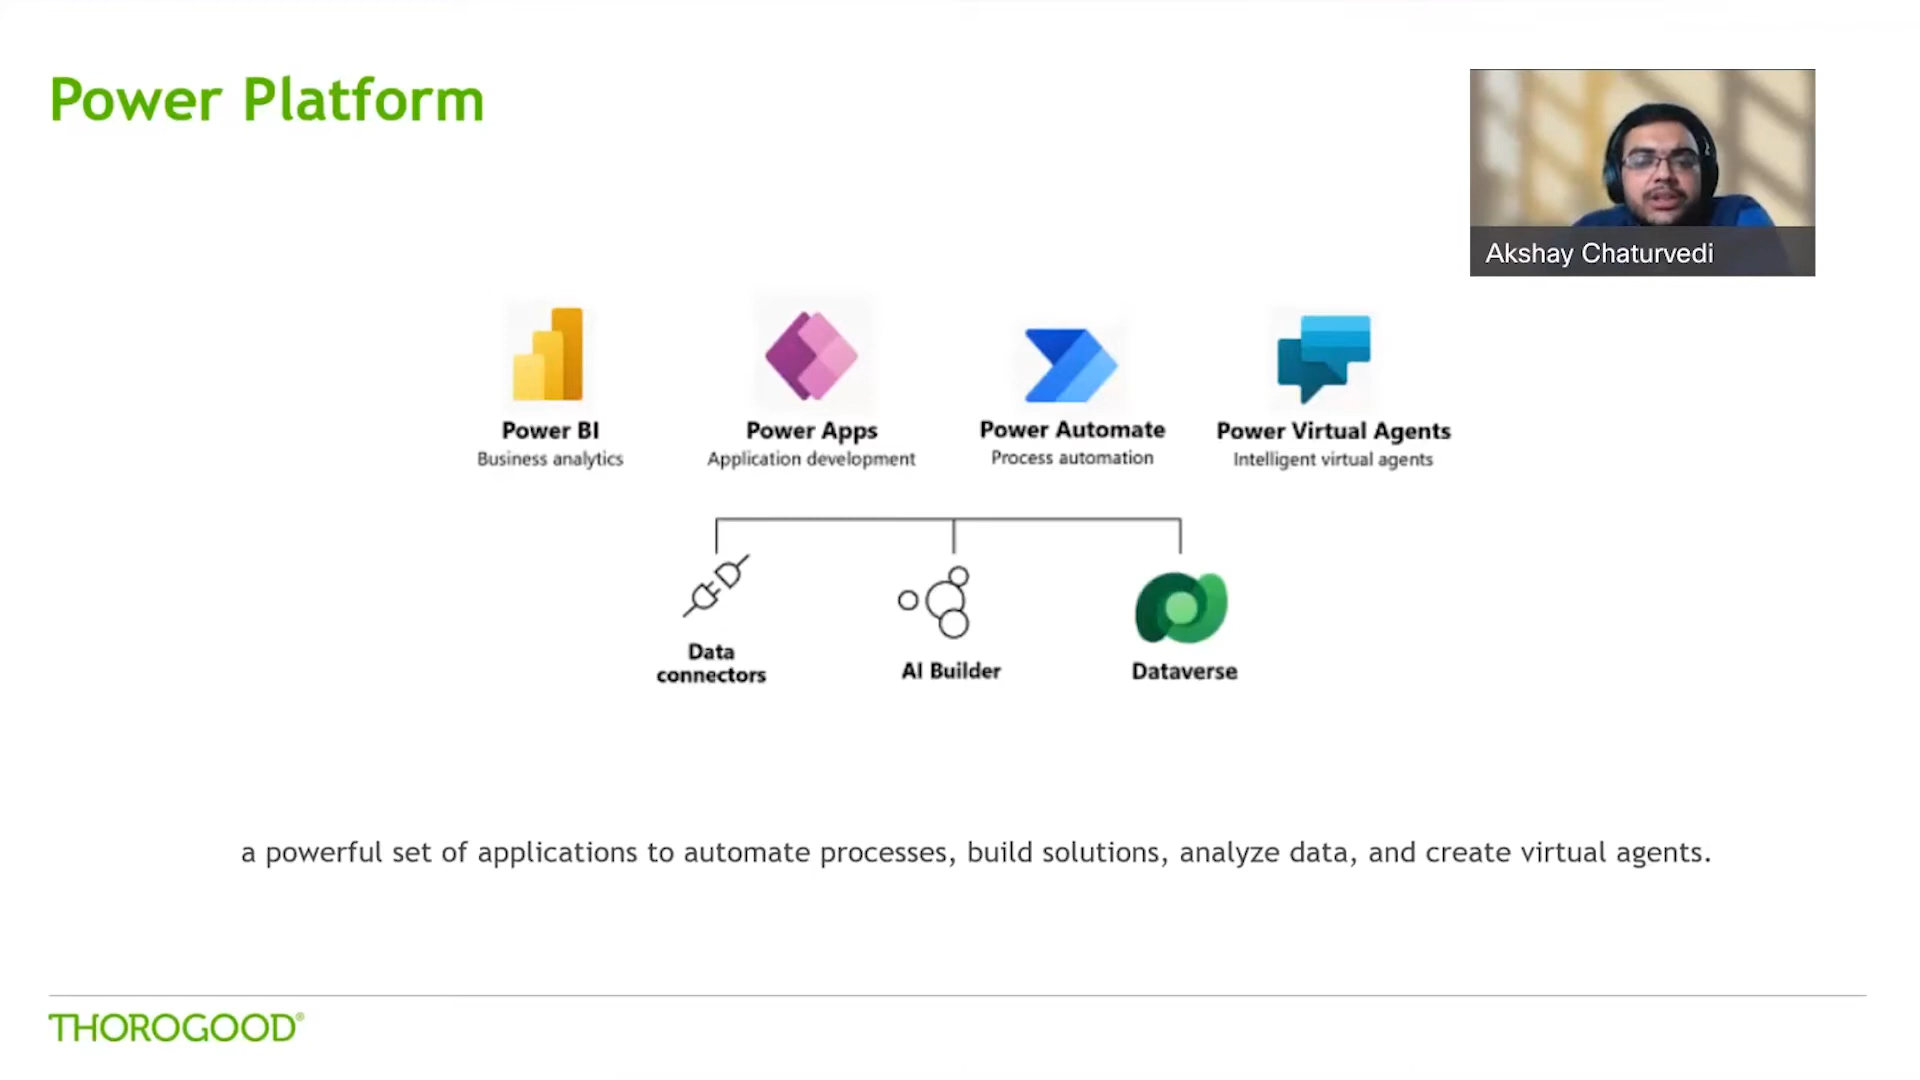 Power Platform
Akshay Chaturvedi
Power BI
Business analytics
Power Apps
Application development
Power Automate
Process automation
Power Virtual Agents
Intelligent virtual agents
Data
connectors
AI Builder
Dataverse
a powerful set of applications to automate processes, build solutions, analyze data, and create virtual agents.
THOROGOOD®